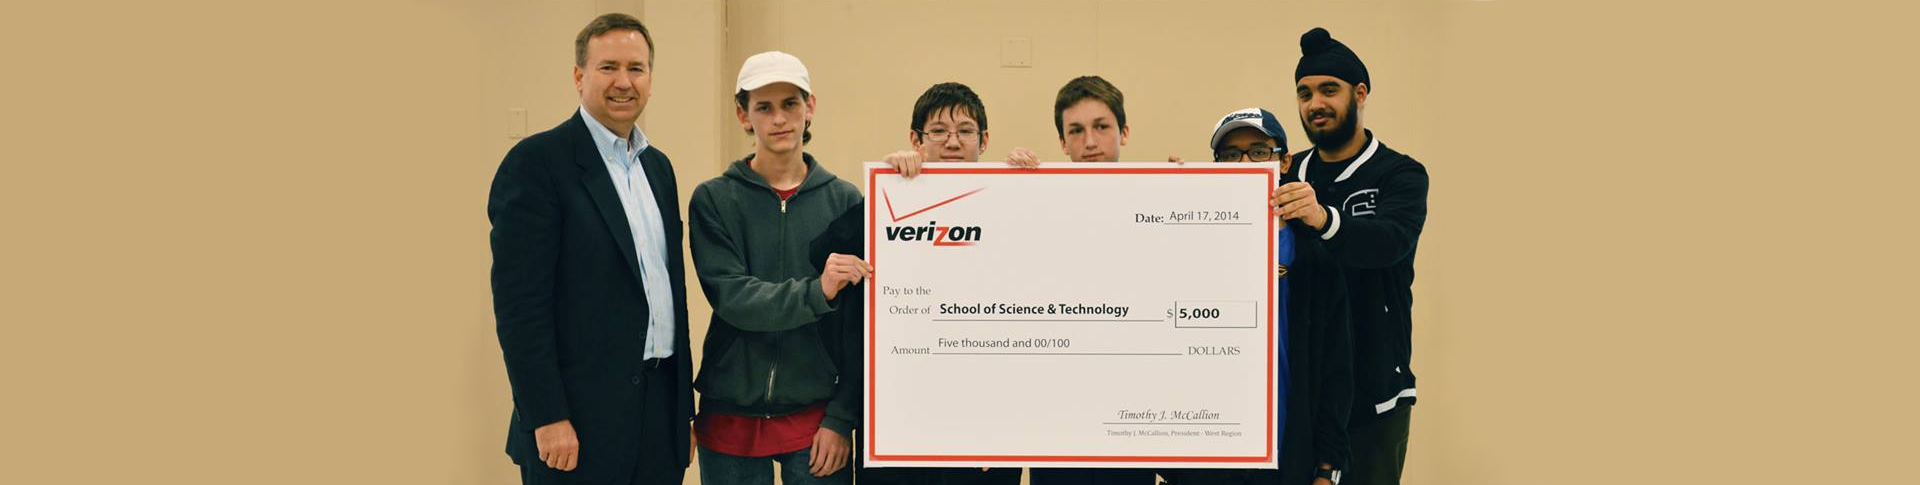 verizon
Date: April 17, 2014
Pay to the
Order of School of Science & Technology $ 5,000
Amount Five thousand and 00/100 DOLLARS
Timothy J. McCallion
Timothy J. McCallion, President - West Region